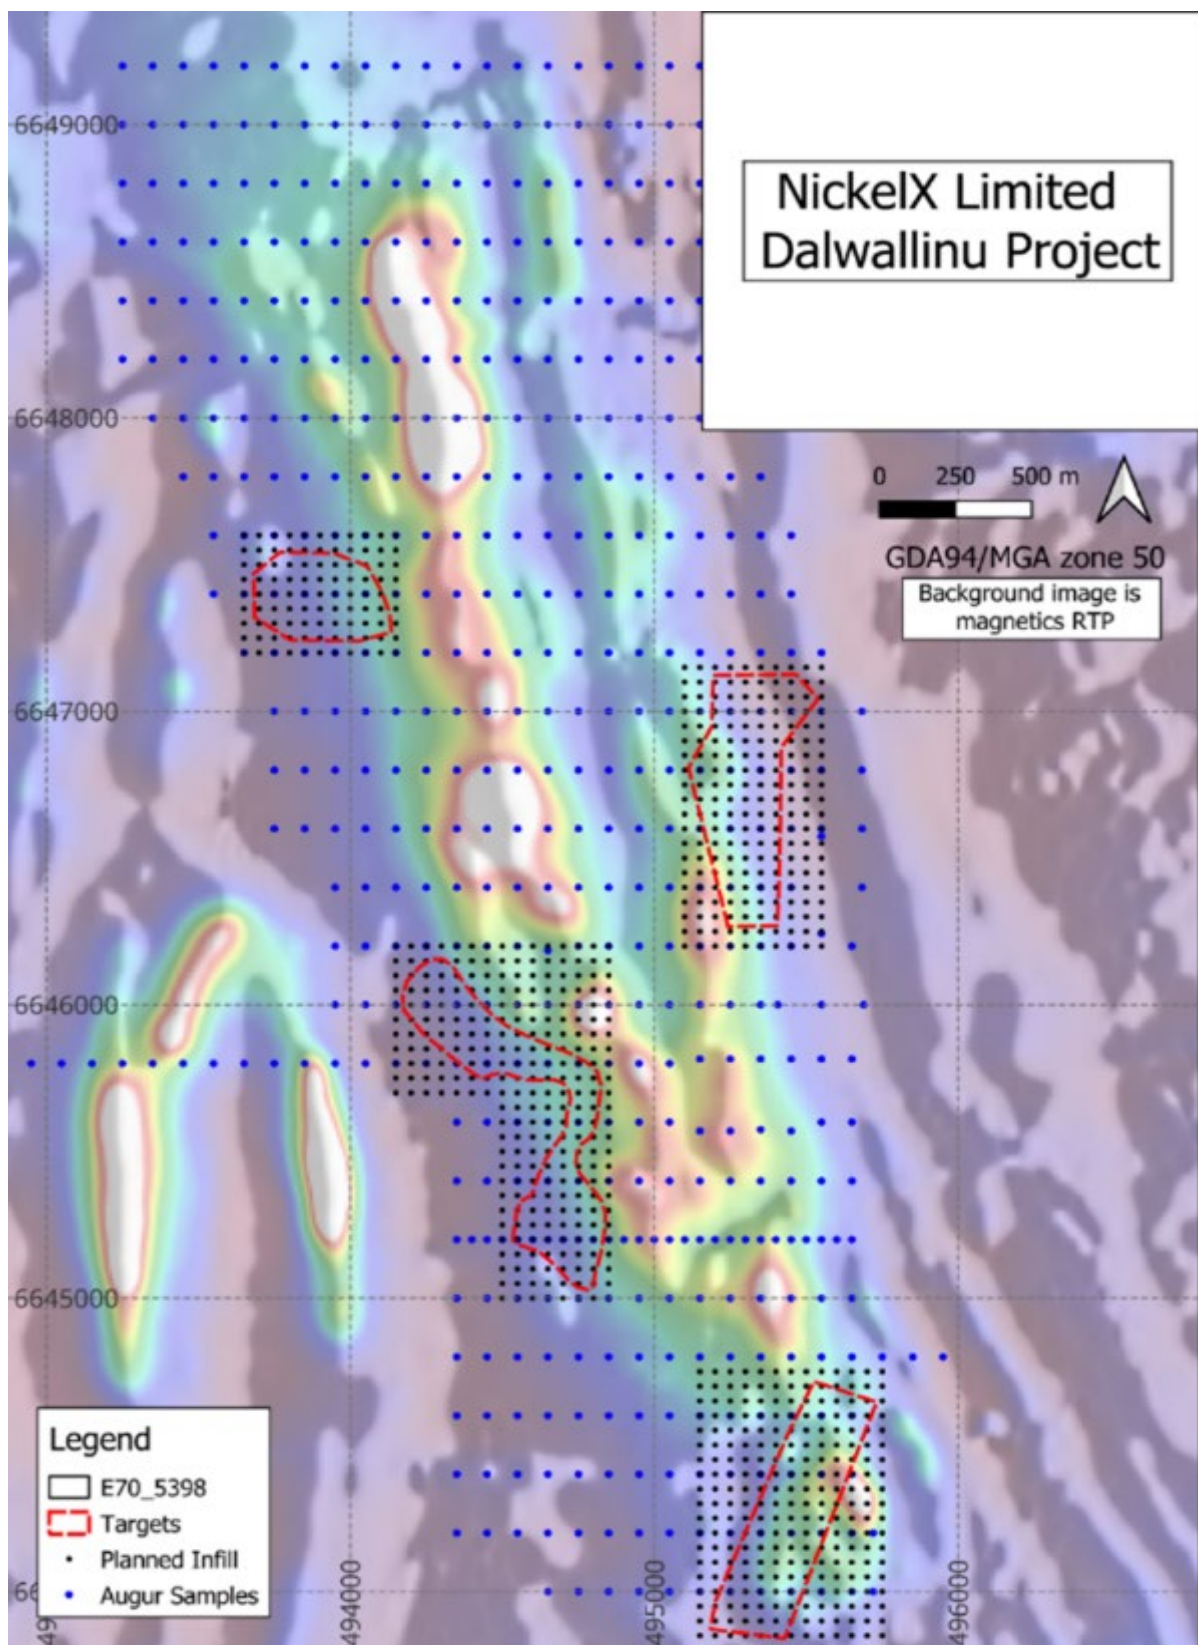 6649000
NickelX Limited
Dalwallinu Project
6648000
0 250 500 m
GDA94/MGA zone 50
Background image is
magnetics RTP
6647000
6646000
6645000
Legend
E70_5398
Targets
Planned Infill
Augur Samples
494000
495000
496000